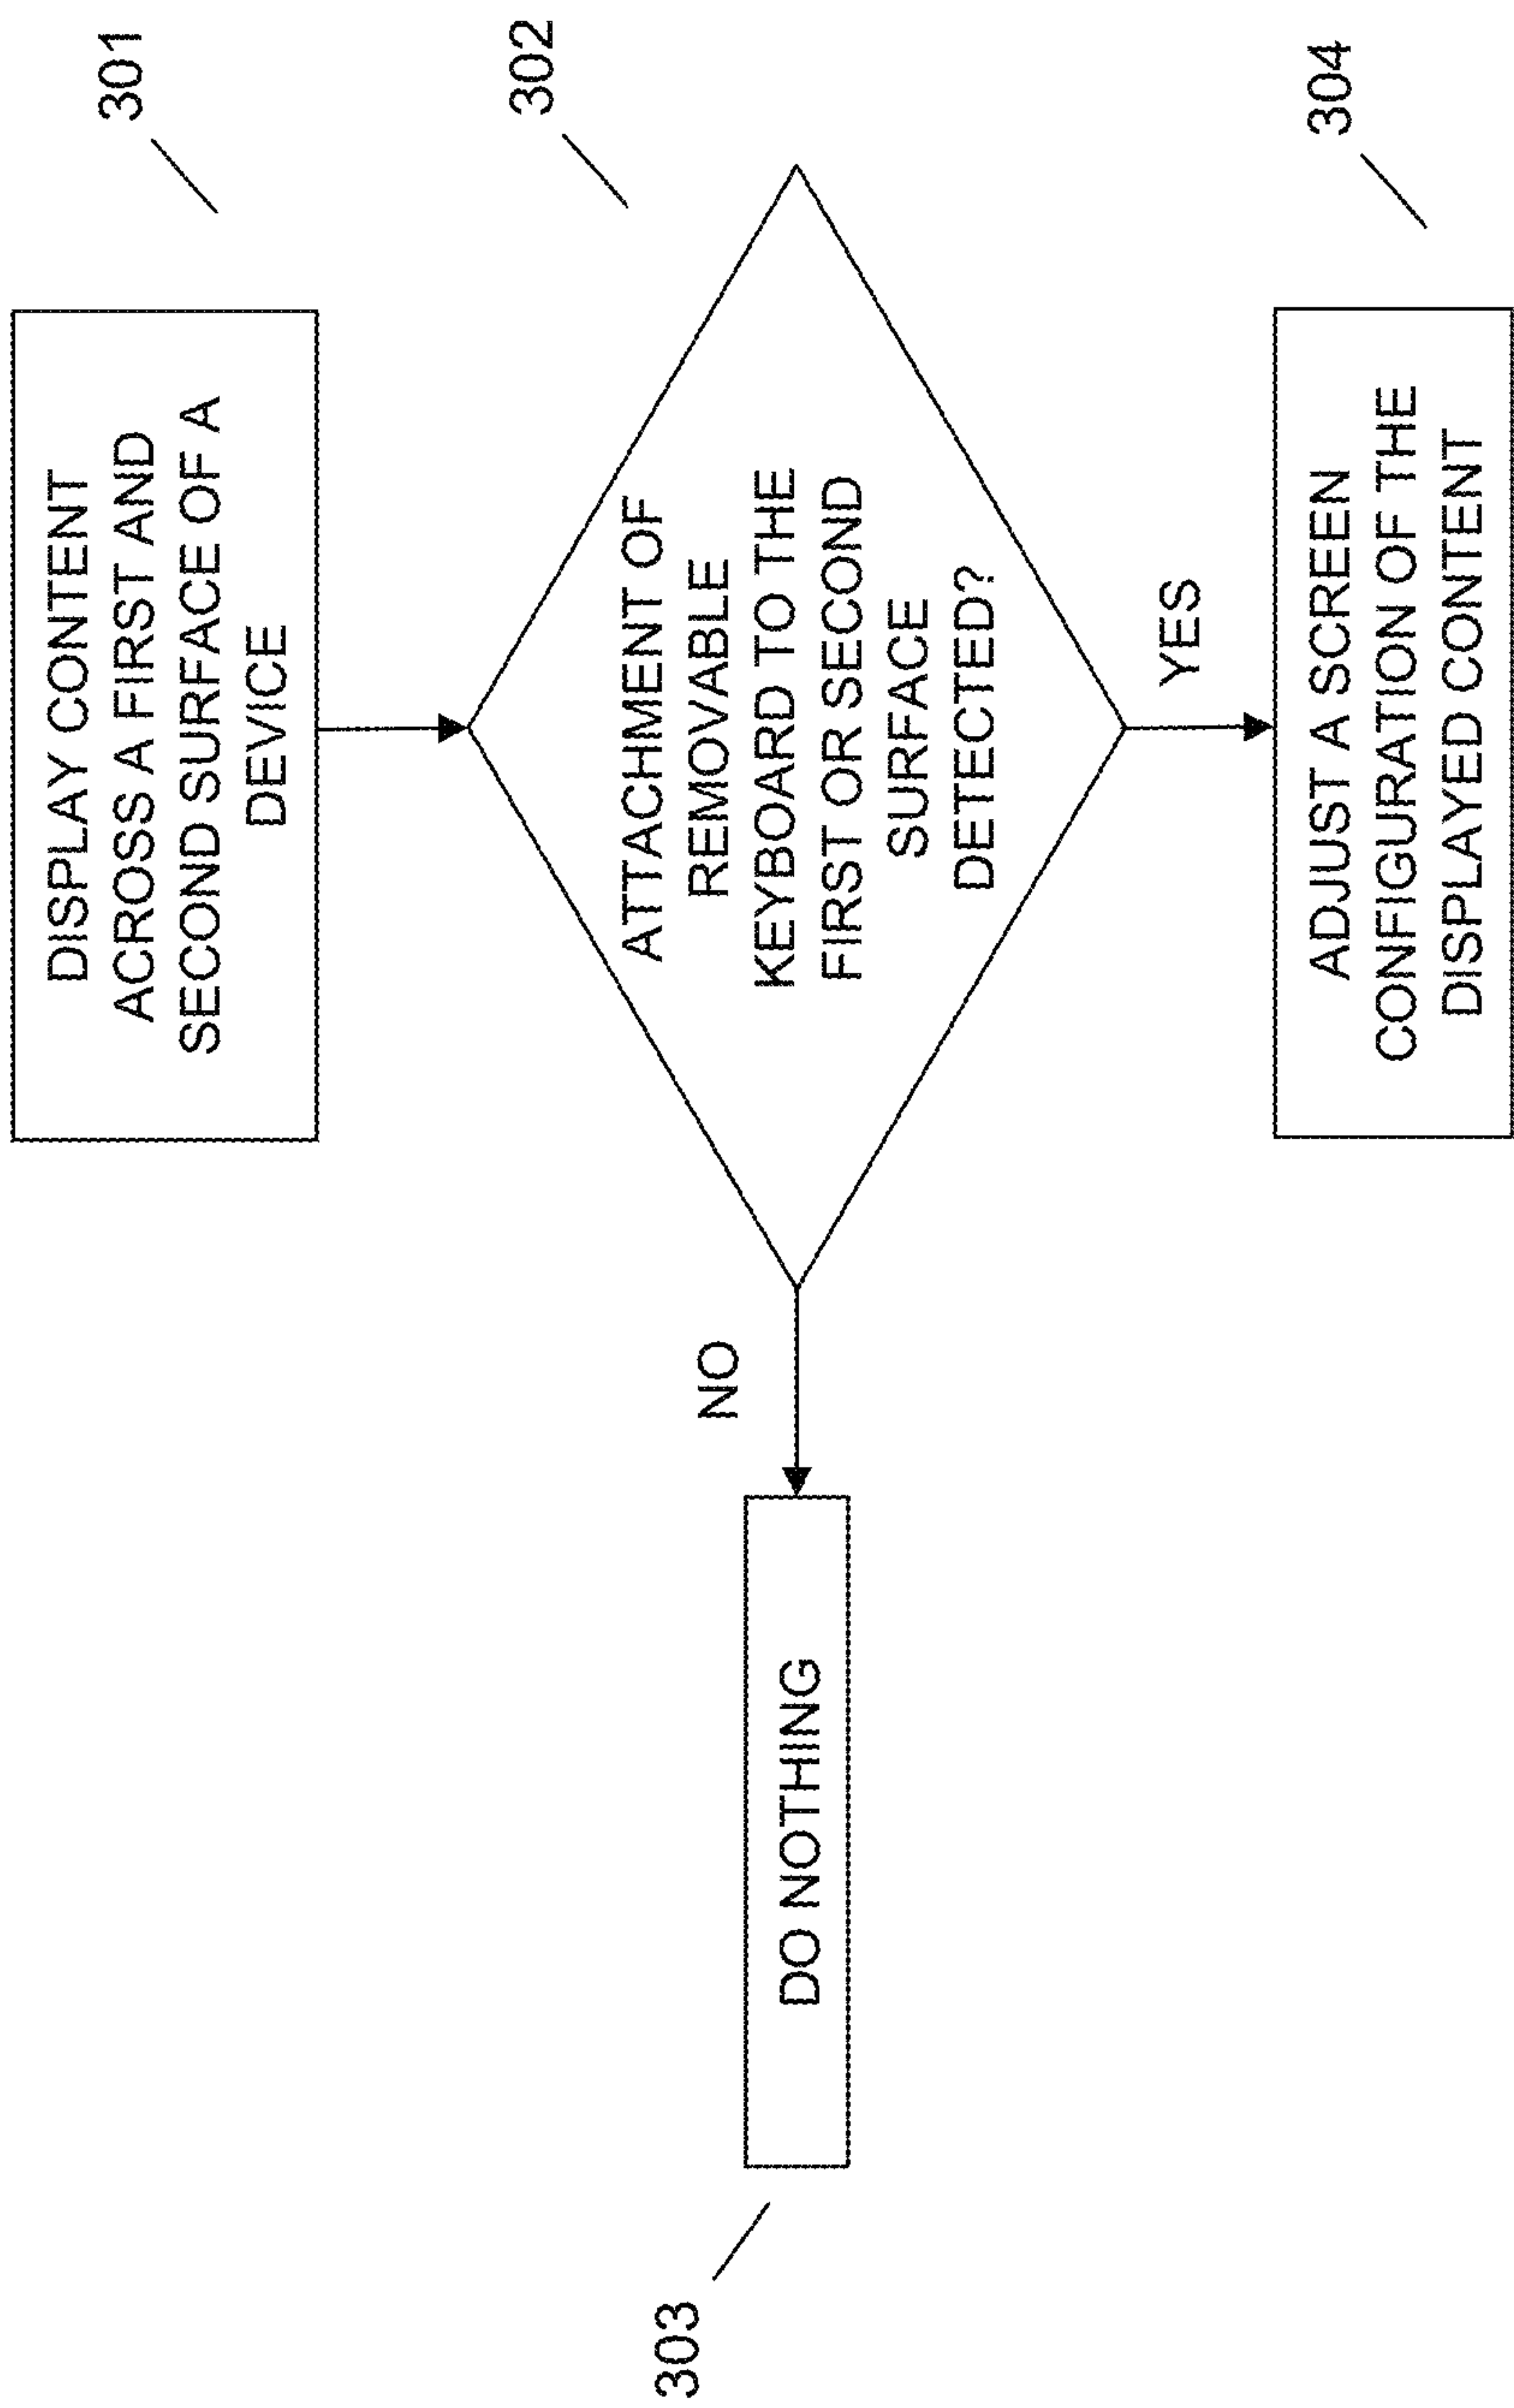 301
DISPLAY CONTENT
ACROSS A FIRST AND
SECOND SURFACE OF A
DEVICE
302
ATTACHMENT OF
REMOVABLE
KEYBOARD TO THE
FIRST OR SECOND
SURFACE
DETECTED?
NO
303
DO NOTHING
YES
304
ADJUST A SCREEN
CONFIGURATION OF THE
DISPLAYED CONTENT